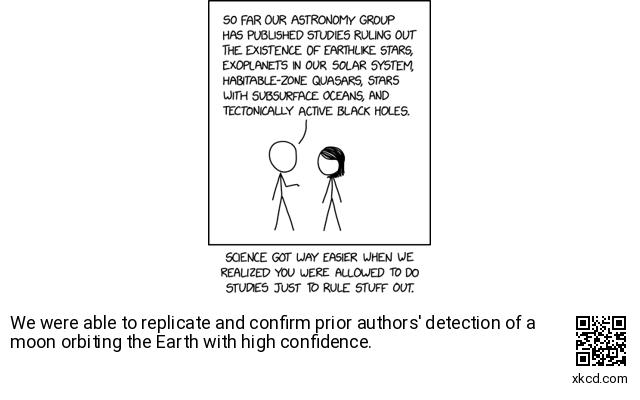 SO FAR OUR ASTRONOMY GROUP
HAS PUBLISHED STUDIES RULING OUT
THE EXISTENCE OF EARTHLIKE STARS,
EXOPLANETS IN OUR SOLAR SYSTEM,
HABITABLE-ZONE QUASARS, STARS
WITH SUBSURFACE OCEANS, AND
TECTONICALLY ACTIVE BLACK HOLES.
SCIENCE GOT WAY EASIER WHEN WE
REALIZED YOU WERE ALLOWED TO DO
STUDIES JUST TO RULE STUFF OUT.
We were able to replicate and confirm prior authors' detection of a
moon orbiting the Earth with high confidence.
xkcd.com